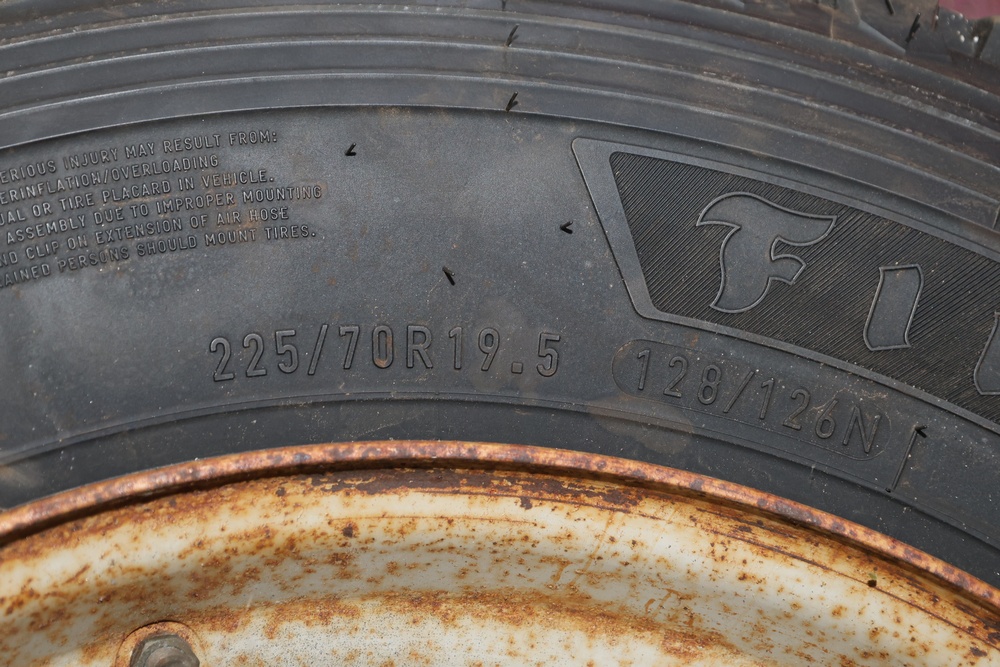 ERIOUS INJURY MAY RESULT FROM:
ERINFLATION/OVERLOADING
UAL OR TIRE PLACARD IN VEHICLE.
ASSEMBLY DUE TO IMPROPER MOUNTING
ND CLIP ON EXTENSION OF AIR HOSE
AINED PERSONS SHOULD MOUNT TIRES.
FI
225/70R19.5
128/126N